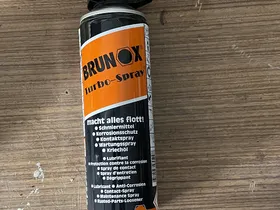 BRUNOX
Turbo-Spray
macht alles flott!
● Schmiermittel
● Korrosionsschutz
● Kontaktspray
● Wartungsspray
● Kriechöl
● Lubrifiant
● Protection contre la corrosion
● Spray de contact
● Spray d'entretien
● Dégrippant
● Lubricant ● Anti-Corrosion
● Contact-Spray
● Maintenance Spray
● Rusted-Parts-Loosener